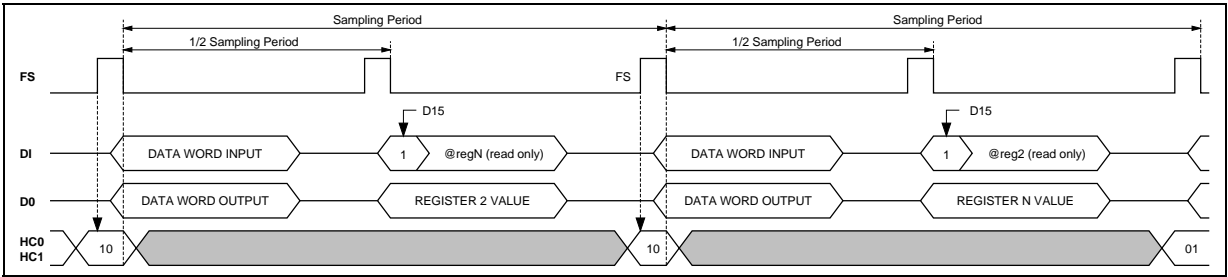 Sampling Period Sampling Period
1/2 Sampling Period 1/2 Sampling Period
FS FS
D15 D15
DI DATA WORD INPUT 1 @regN (read only) DATA WORD INPUT 1 @reg2 (read only)
D0 DATA WORD OUTPUT REGISTER 2 VALUE DATA WORD OUTPUT REGISTER N VALUE
HC0
HC1 10 10 01